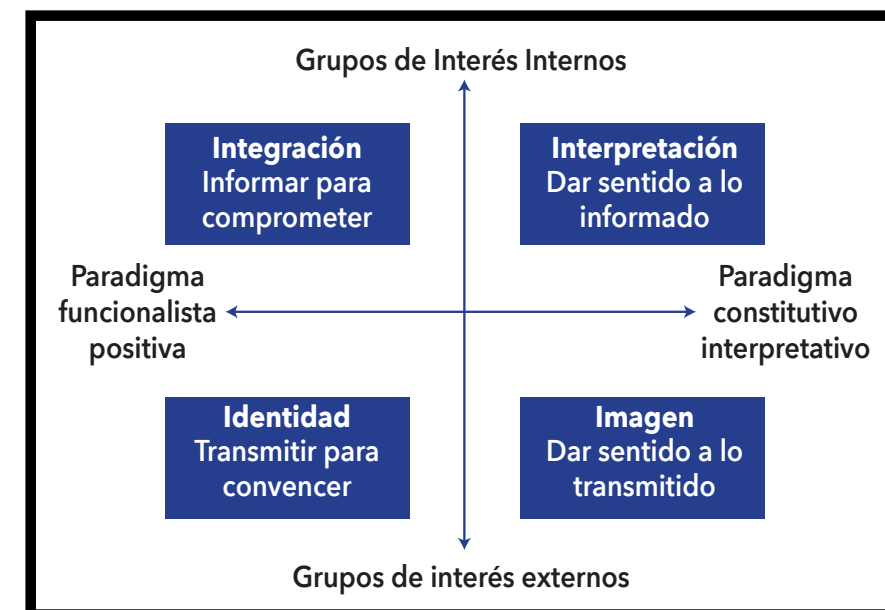 Grupos de Interés Internos
Integración
Informar para
comprometer
Interpretación
Dar sentido a lo
informado
Paradigma
funcionalista
positiva
Paradigma
constitutivo
interpretativo
Identidad
Transmitir para
convencer
Imagen
Dar sentido a lo
transmitido
Grupos de interés externos